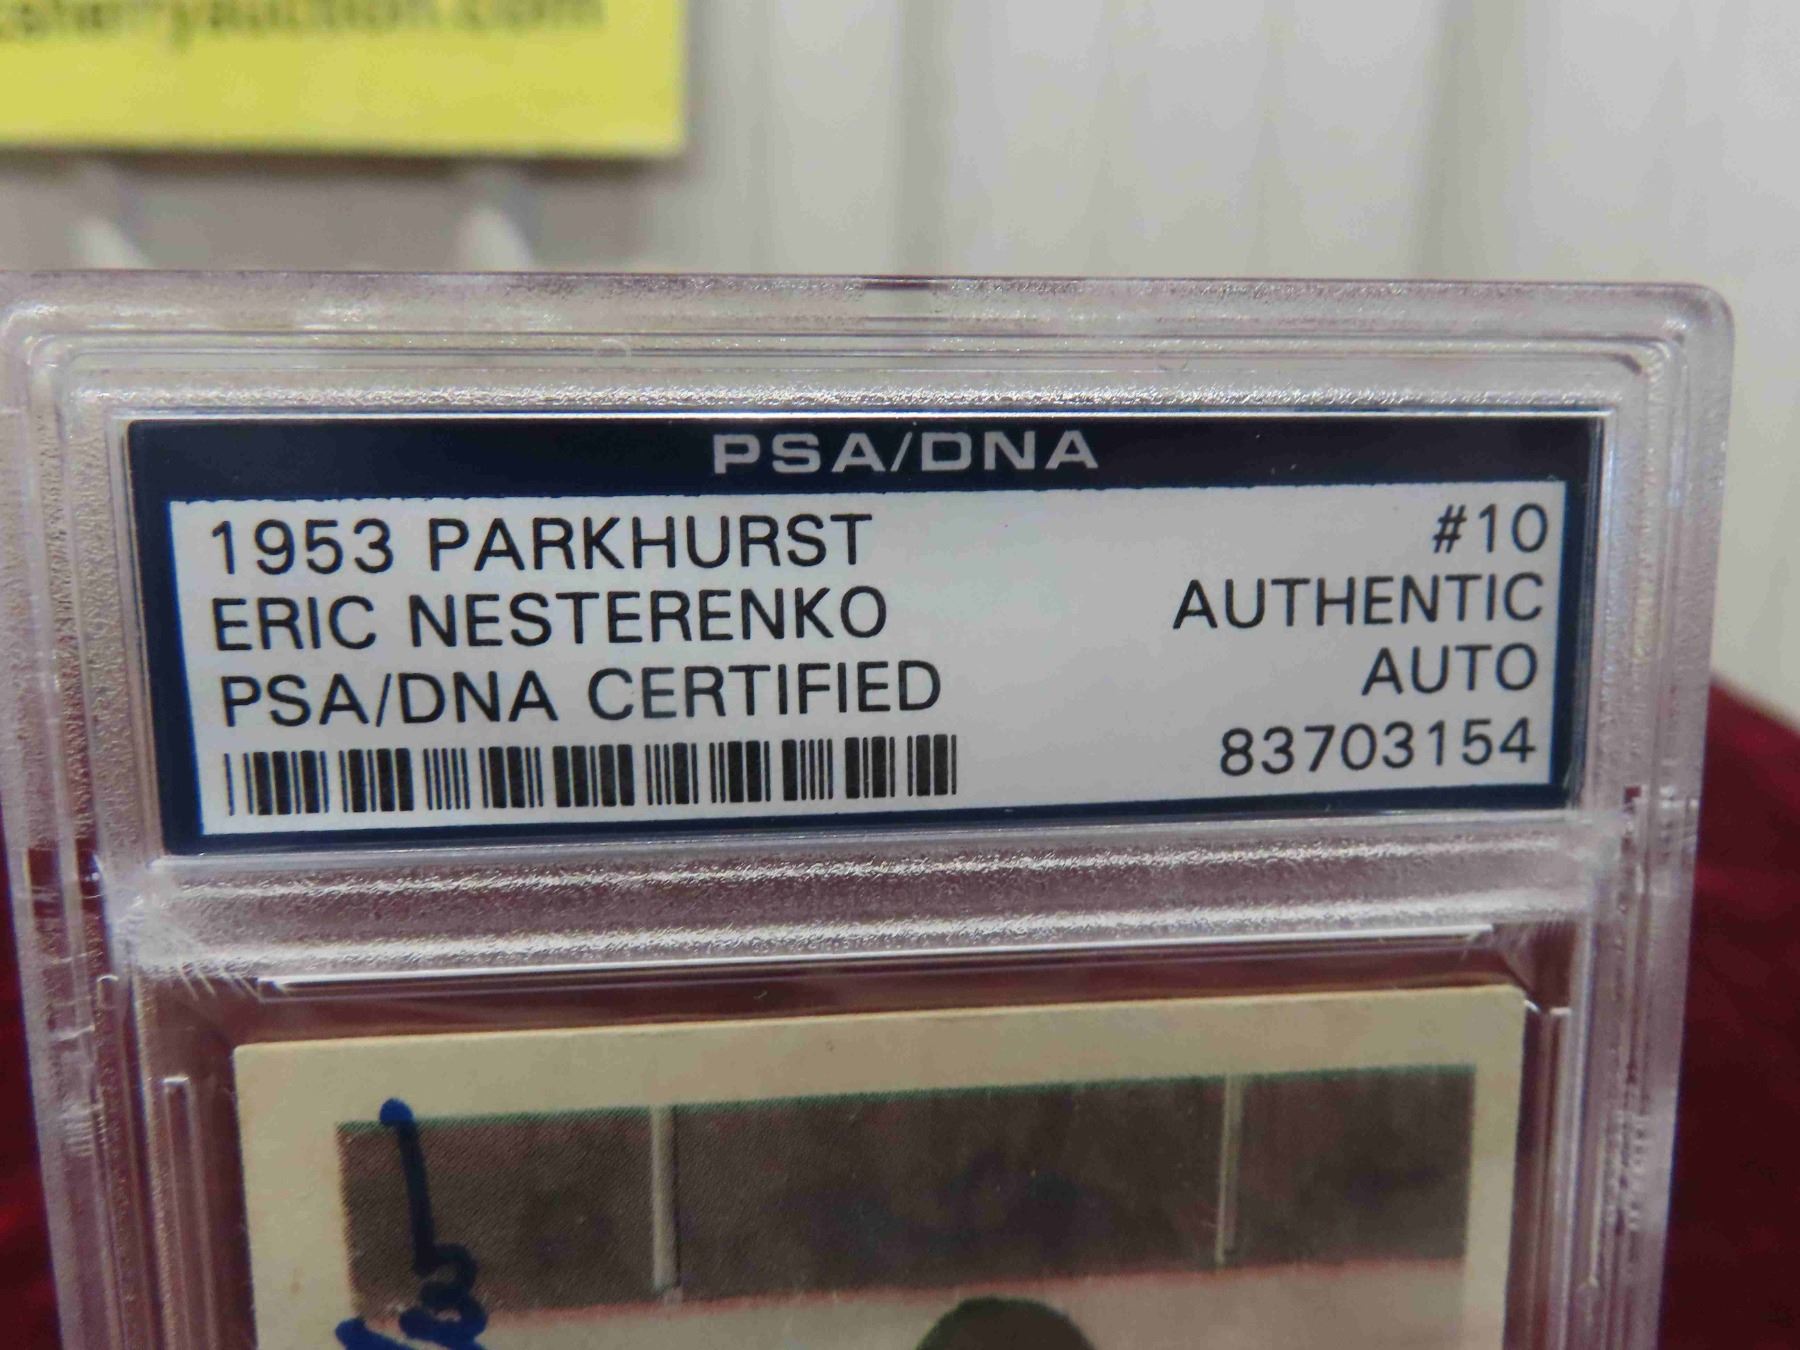 PSA/DNA
1953 PARKHURST #10
ERIC NESTERENKO AUTHENTIC
PSA/DNA CERTIFIED AUTO
83703154